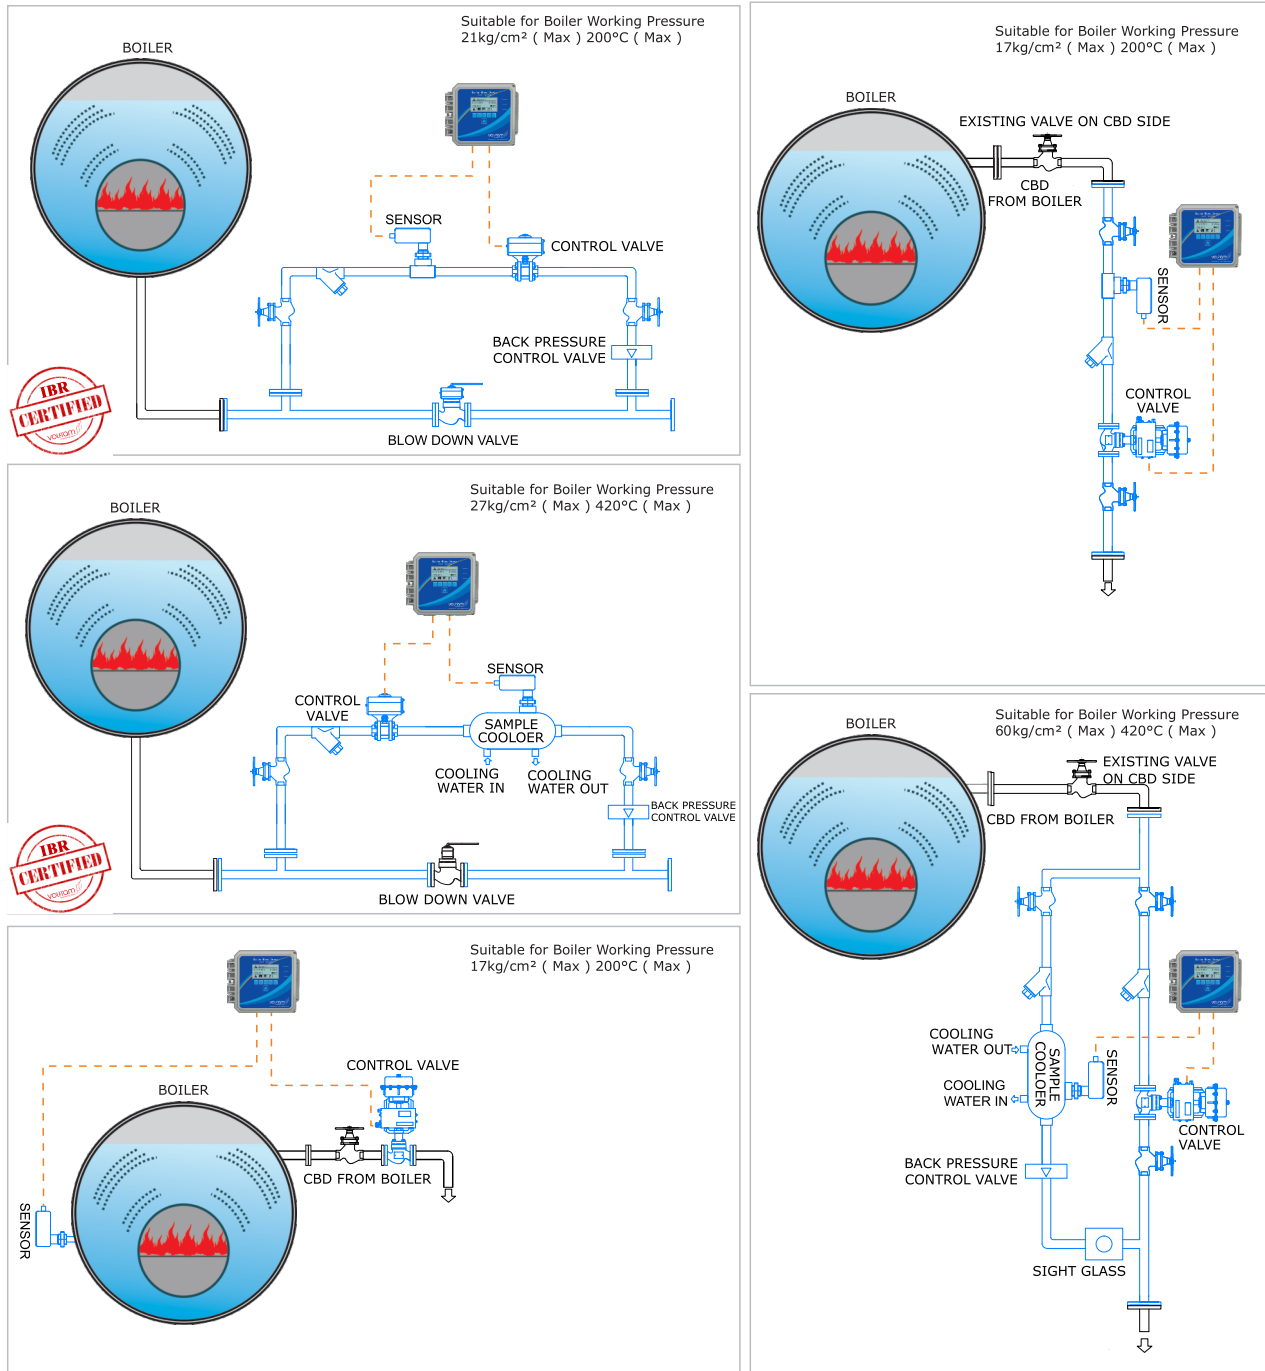 Suitable for Boiler Working Pressure
21kg/cm² ( Max ) 200°C ( Max )
BOILER
SENSOR
CONTROL VALVE
BACK PRESSURE
CONTROL VALVE
BLOW DOWN VALVE
IBR
CERTIFIED
Suitable for Boiler Working Pressure
27kg/cm² ( Max ) 420°C ( Max )
BOILER
SENSOR
CONTROL
VALVE
SAMPLE
COOLOER
COOLING
WATER IN
COOLING
WATER OUT
BACK PRESSURE
CONTROL VALVE
BLOW DOWN VALVE
IBR
CERTIFIED
Suitable for Boiler Working Pressure
17kg/cm² ( Max ) 200°C ( Max )
CONTROL VALVE
BOILER
CBD FROM BOILER
SENSOR
Suitable for Boiler Working Pressure
17kg/cm² ( Max ) 200°C ( Max )
BOILER
EXISTING VALVE ON CBD SIDE
CBD
FROM BOILER
SENSOR
CONTROL
VALVE
Suitable for Boiler Working Pressure
60kg/cm² ( Max ) 420°C ( Max )
BOILER
EXISTING VALVE
ON CBD SIDE
CBD FROM BOILER
COOLING
WATER OUT
SAMPLE
COOLOER
SENSOR
COOLING
WATER IN
CONTROL
VALVE
BACK PRESSURE
CONTROL VALVE
SIGHT GLASS